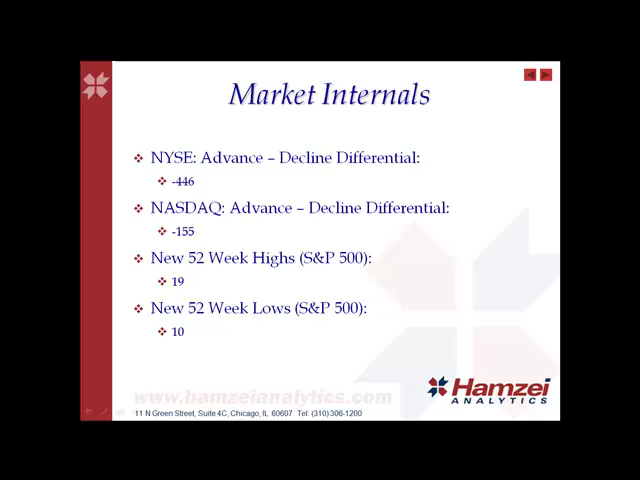 Market Internals
NYSE: Advance – Decline Differential:
-446
NASDAQ: Advance – Decline Differential:
-155
New 52 Week Highs (S&P 500):
19
New 52 Week Lows (S&P 500):
10
Hamzei
ANALYTICS
www.hamzeianalytics.com
11 N Green Street, Suite 4C, Chicago, IL 60607 Tel: (310) 306-1200